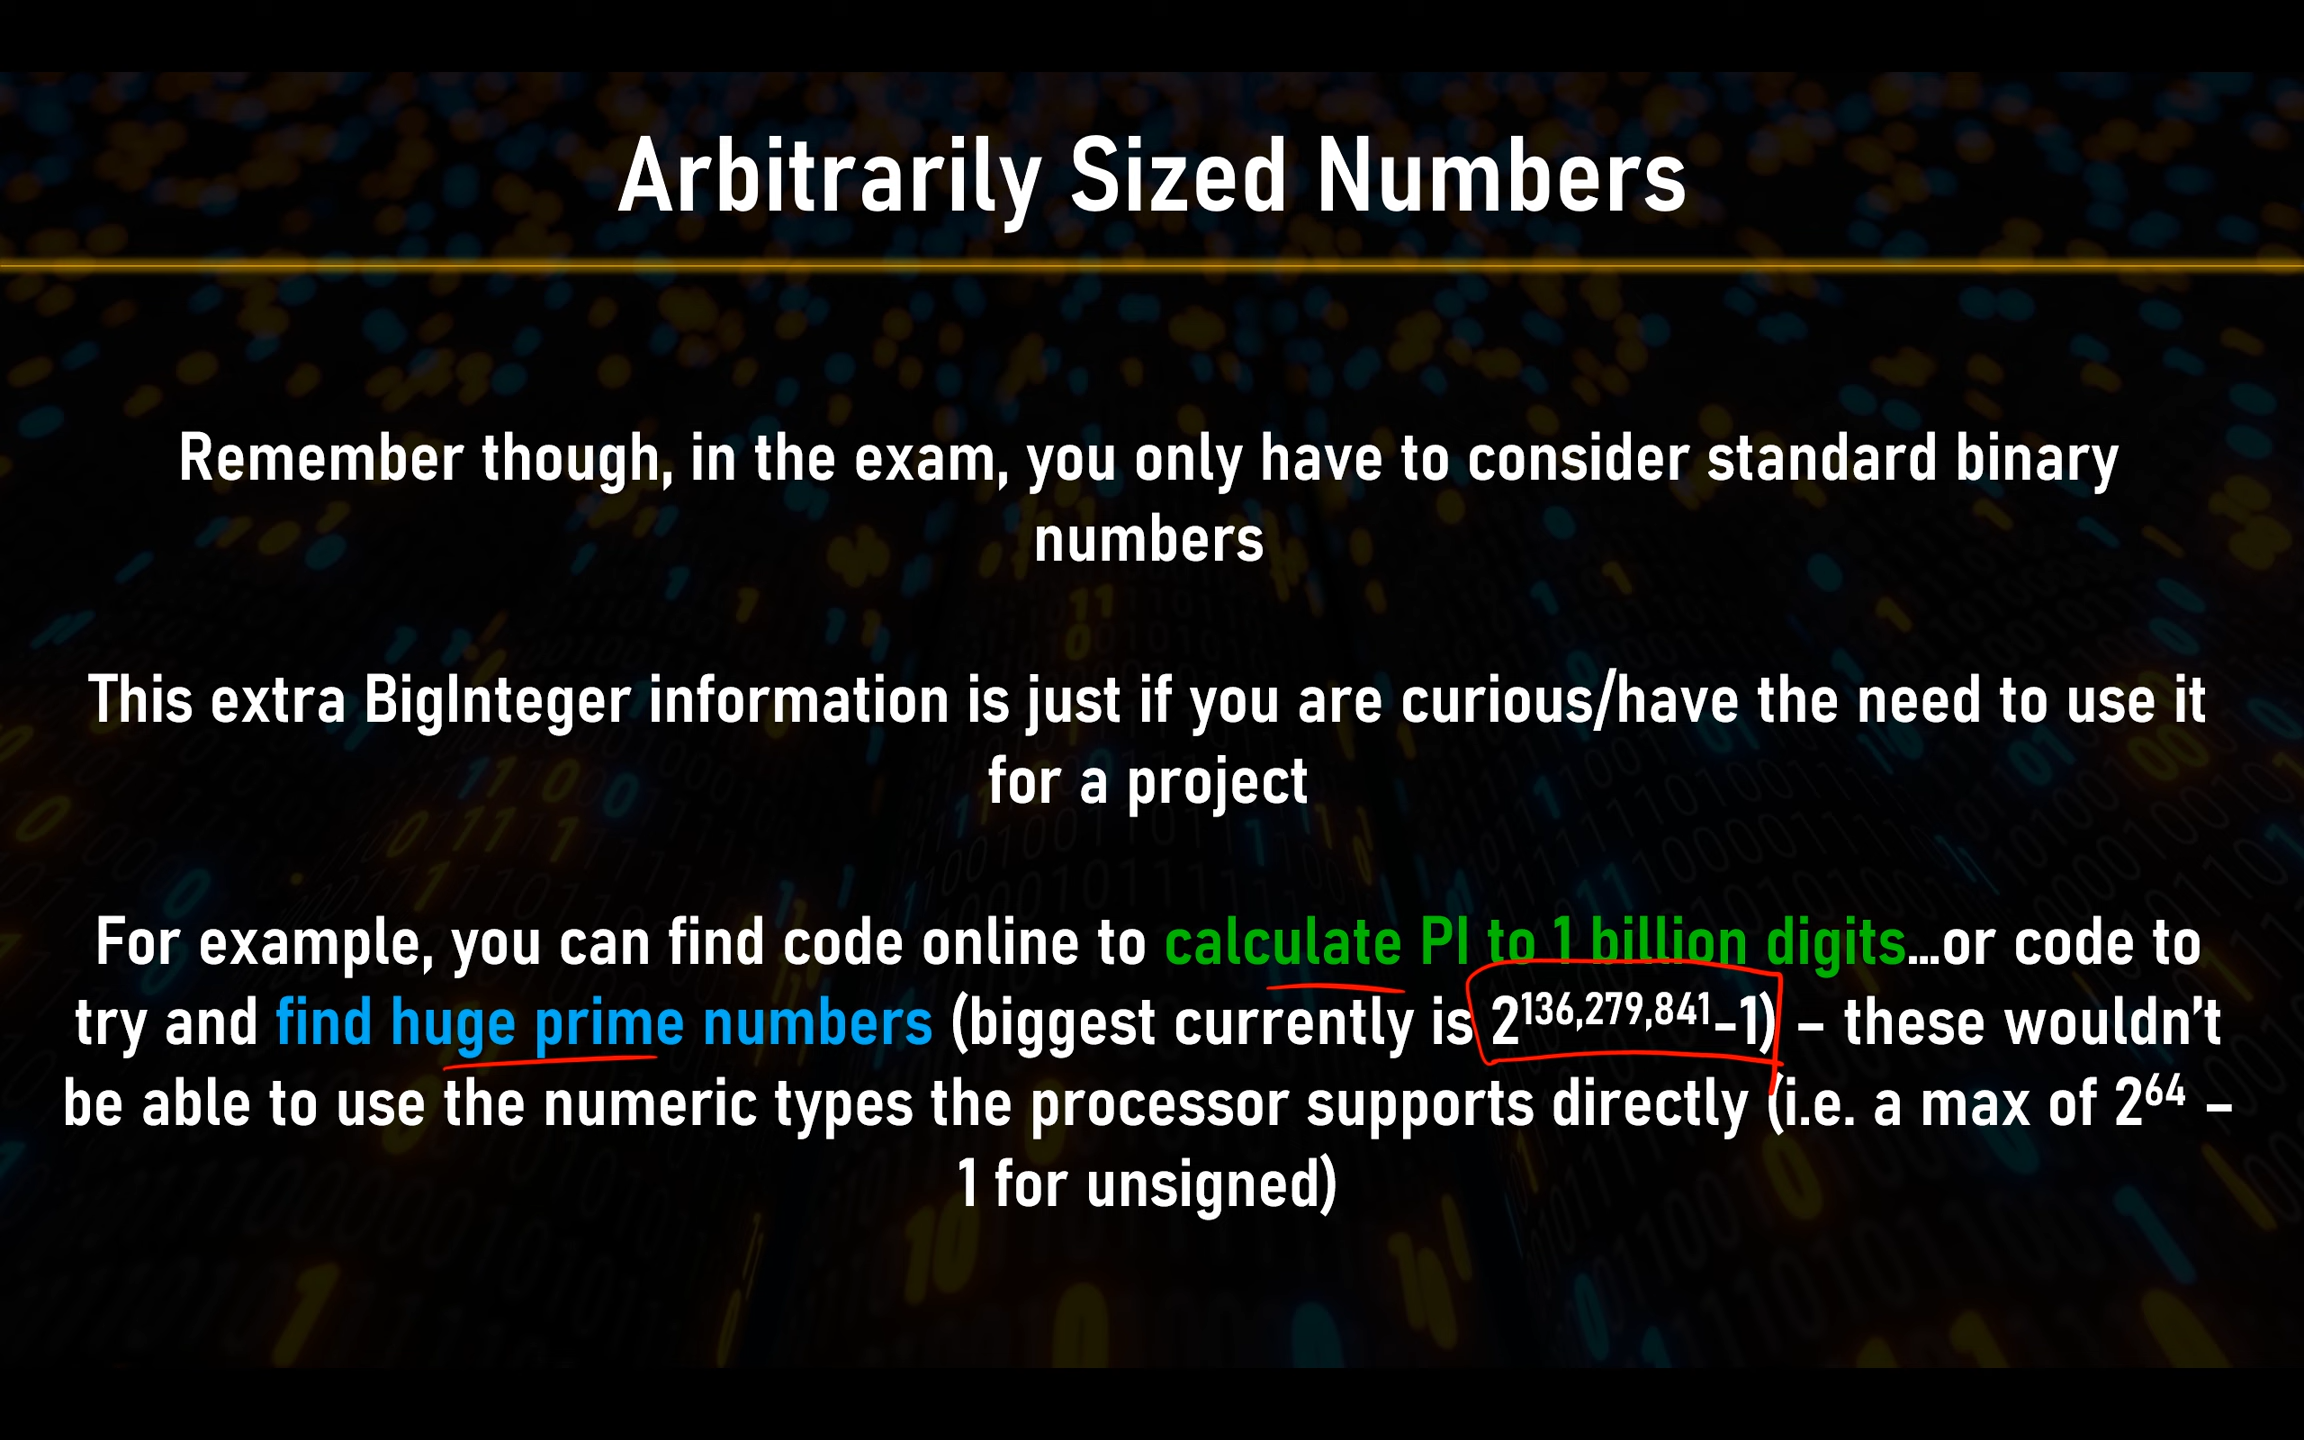 Arbitrarily Sized Numbers
Remember though, in the exam, you only have to consider standard binary
numbers
This extra BigInteger information is just if you are curious/have the need to use it
for a project
For example, you can find code online to calculate PI to 1 billion digits...or code to
try and find huge prime numbers (biggest currently is 2^136,279,841-1) – these wouldn't
be able to use the numeric types the processor supports directly (i.e. a max of 2^64 –
1 for unsigned)